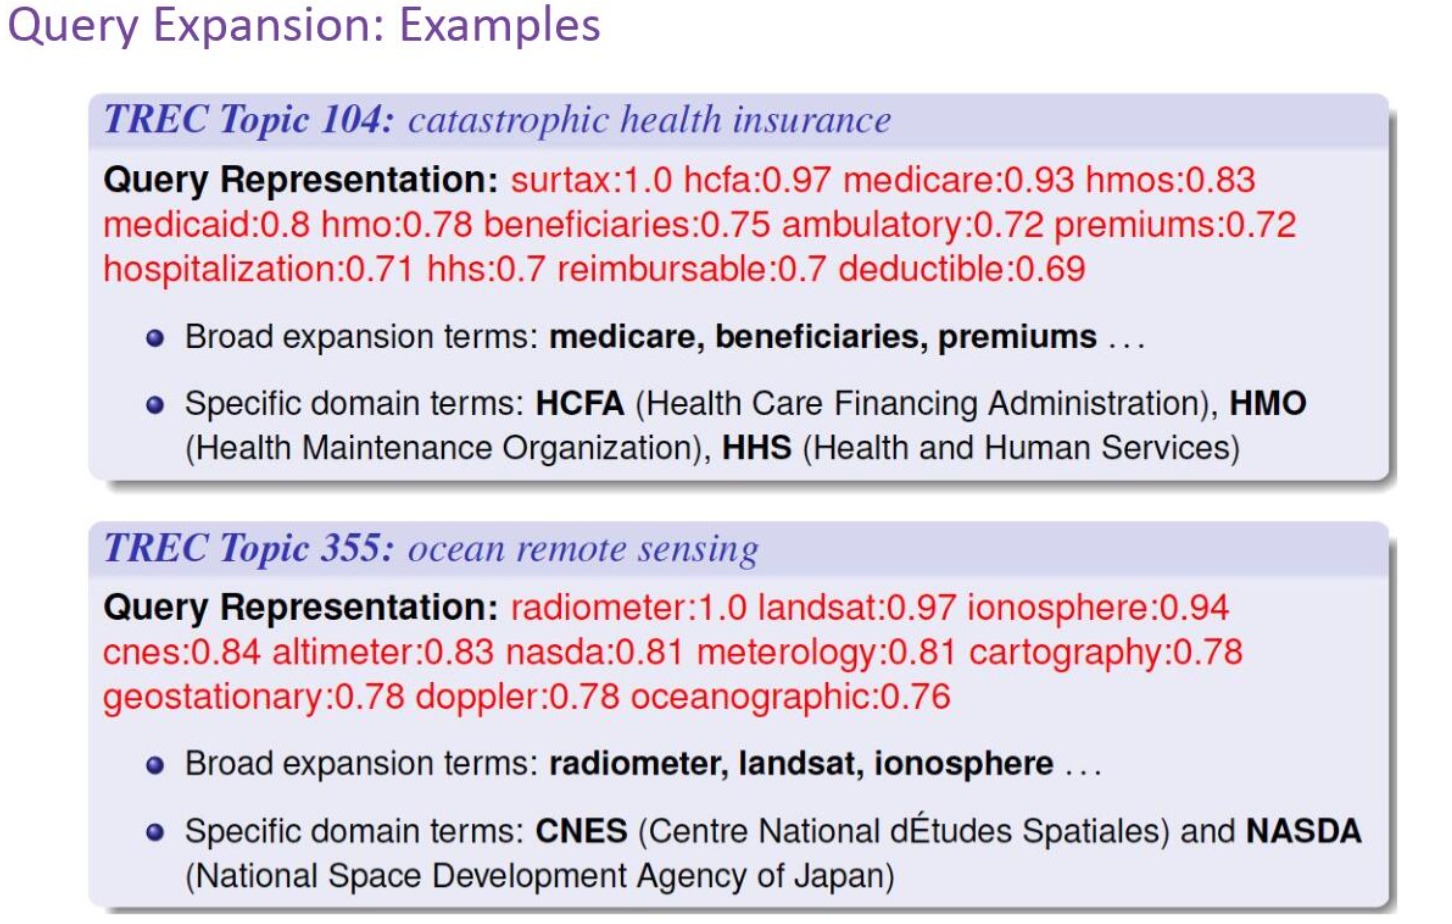 Query Expansion: Examples
TREC Topic 104: catastrophic health insurance
Query Representation: surtax:1.0 hcfa:0.97 medicare:0.93 hmos:0.83
medicaid:0.8 hmo:0.78 beneficiaries:0.75 ambulatory:0.72 premiums:0.72
hospitalization:0.71 hhs:0.7 reimbursable:0.7 deductible:0.69
Broad expansion terms: medicare, beneficiaries, premiums ...
Specific domain terms: HCFA (Health Care Financing Administration), HMO
(Health Maintenance Organization), HHS (Health and Human Services)
TREC Topic 355: ocean remote sensing
Query Representation: radiometer:1.0 landsat:0.97 ionosphere:0.94
cnes:0.84 altimeter:0.83 nasda:0.81 meterology:0.81 cartography:0.78
geostationary:0.78 doppler:0.78 oceanographic:0.76
Broad expansion terms: radiometer, landsat, ionosphere ...
Specific domain terms: CNES (Centre National dÉtudes Spatiales) and NASDA
(National Space Development Agency of Japan)